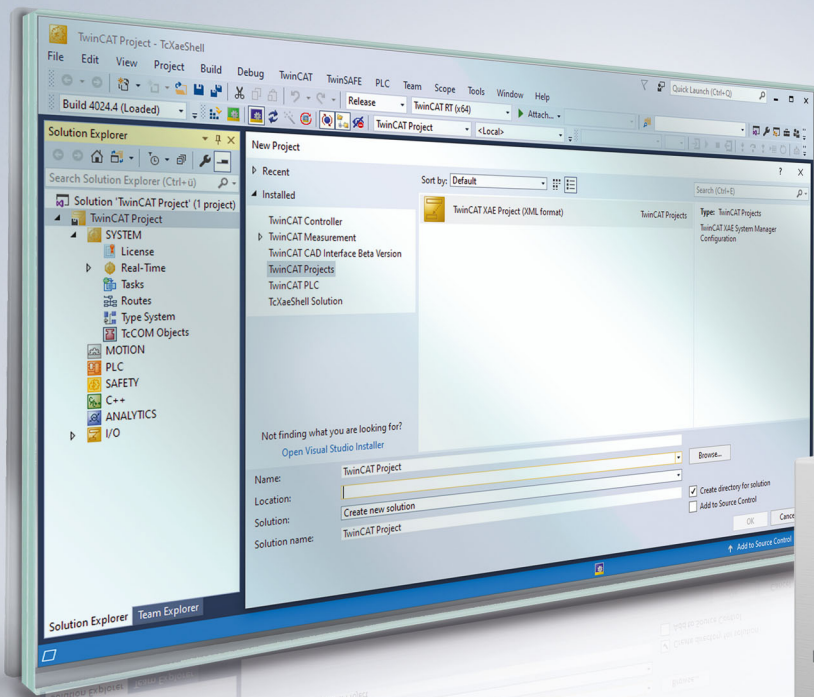 TwinCAT Project - TcXaeShell
File Edit View Project Build Debug TwinCAT TwinSAFE PLC Team Scope Tools Window Help
Quick Launch (Ctrl+Q)
Release
TwinCAT RT (x64)
Attach...
Build 4024.4 (Loaded)
TwinCAT Project
<Local>
Solution Explorer
Search Solution Explorer (Ctrl+ü)
Solution 'TwinCAT Project' (1 project)
TwinCAT Project
SYSTEM
License
Real-Time
Tasks
Routes
Type System
TcCOM Objects
MOTION
PLC
SAFETY
C++
ANALYTICS
I/O
Solution Explorer
Team Explorer
New Project
? X
Recent
Installed
TwinCAT Controller
TwinCAT Measurement
TwinCAT CAD Interface Beta Version
TwinCAT Projects
TwinCAT PLC
TcXaeShell Solution
Not finding what you are looking for?
Open Visual Studio Installer
Sort by: Default
TwinCAT XAE Project (XML format)
TwinCAT Projects
Search (Ctrl+E)
Type: TwinCAT Projects
TwinCAT XAE System Manager
Configuration
Name: TwinCAT Project
Location:
Browse...
Solution: Create new solution
Solution name: TwinCAT Project
Create directory for solution
Add to Source Control
OK
Cance
Add to Source Control